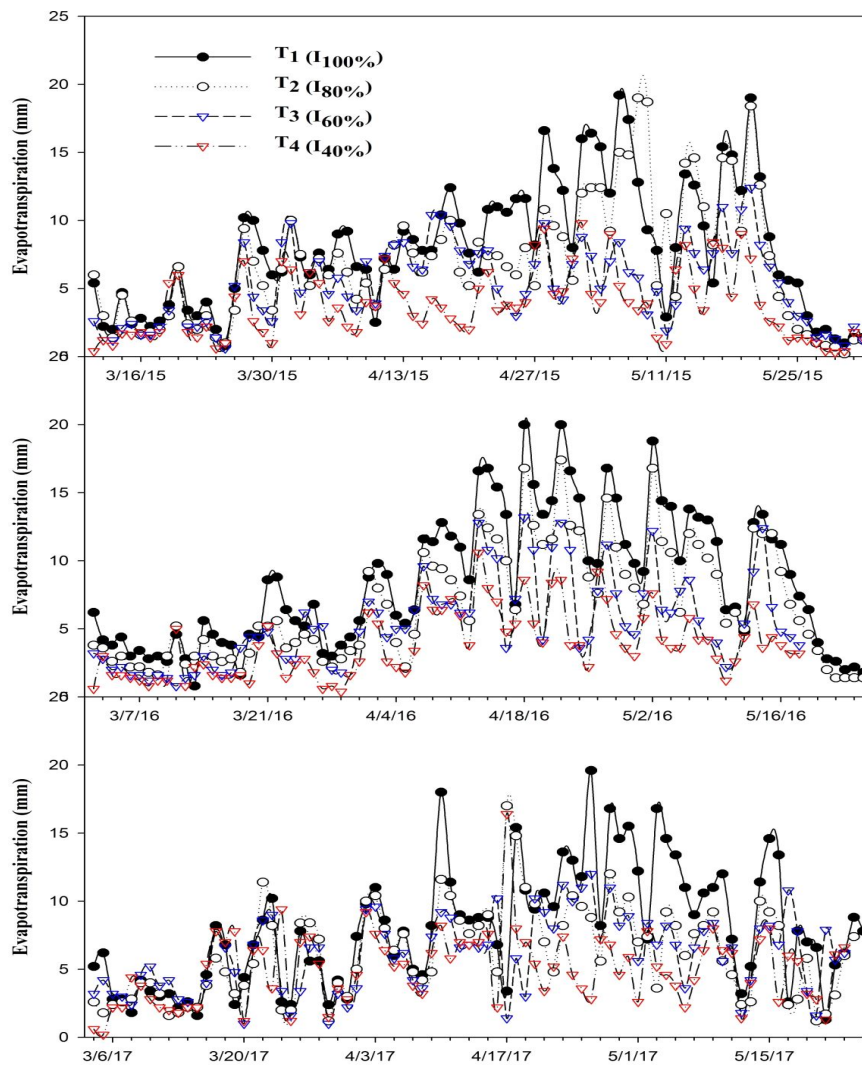 25
T1 (I100%)
T2 (I80%)
T3 (I60%)
T4 (I40%)
20
15
10
5
Evapotranspiration (mm)
3/16/15 3/30/15 4/13/15 4/27/15 5/11/15 5/25/15
20
15
10
5
Evapotranspiration (mm)
3/7/16 3/21/16 4/4/16 4/18/16 5/2/16 5/16/16
20
15
10
5
0
Evapotranspiration (mm)
3/6/17 3/20/17 4/3/17 4/17/17 5/1/17 5/15/17